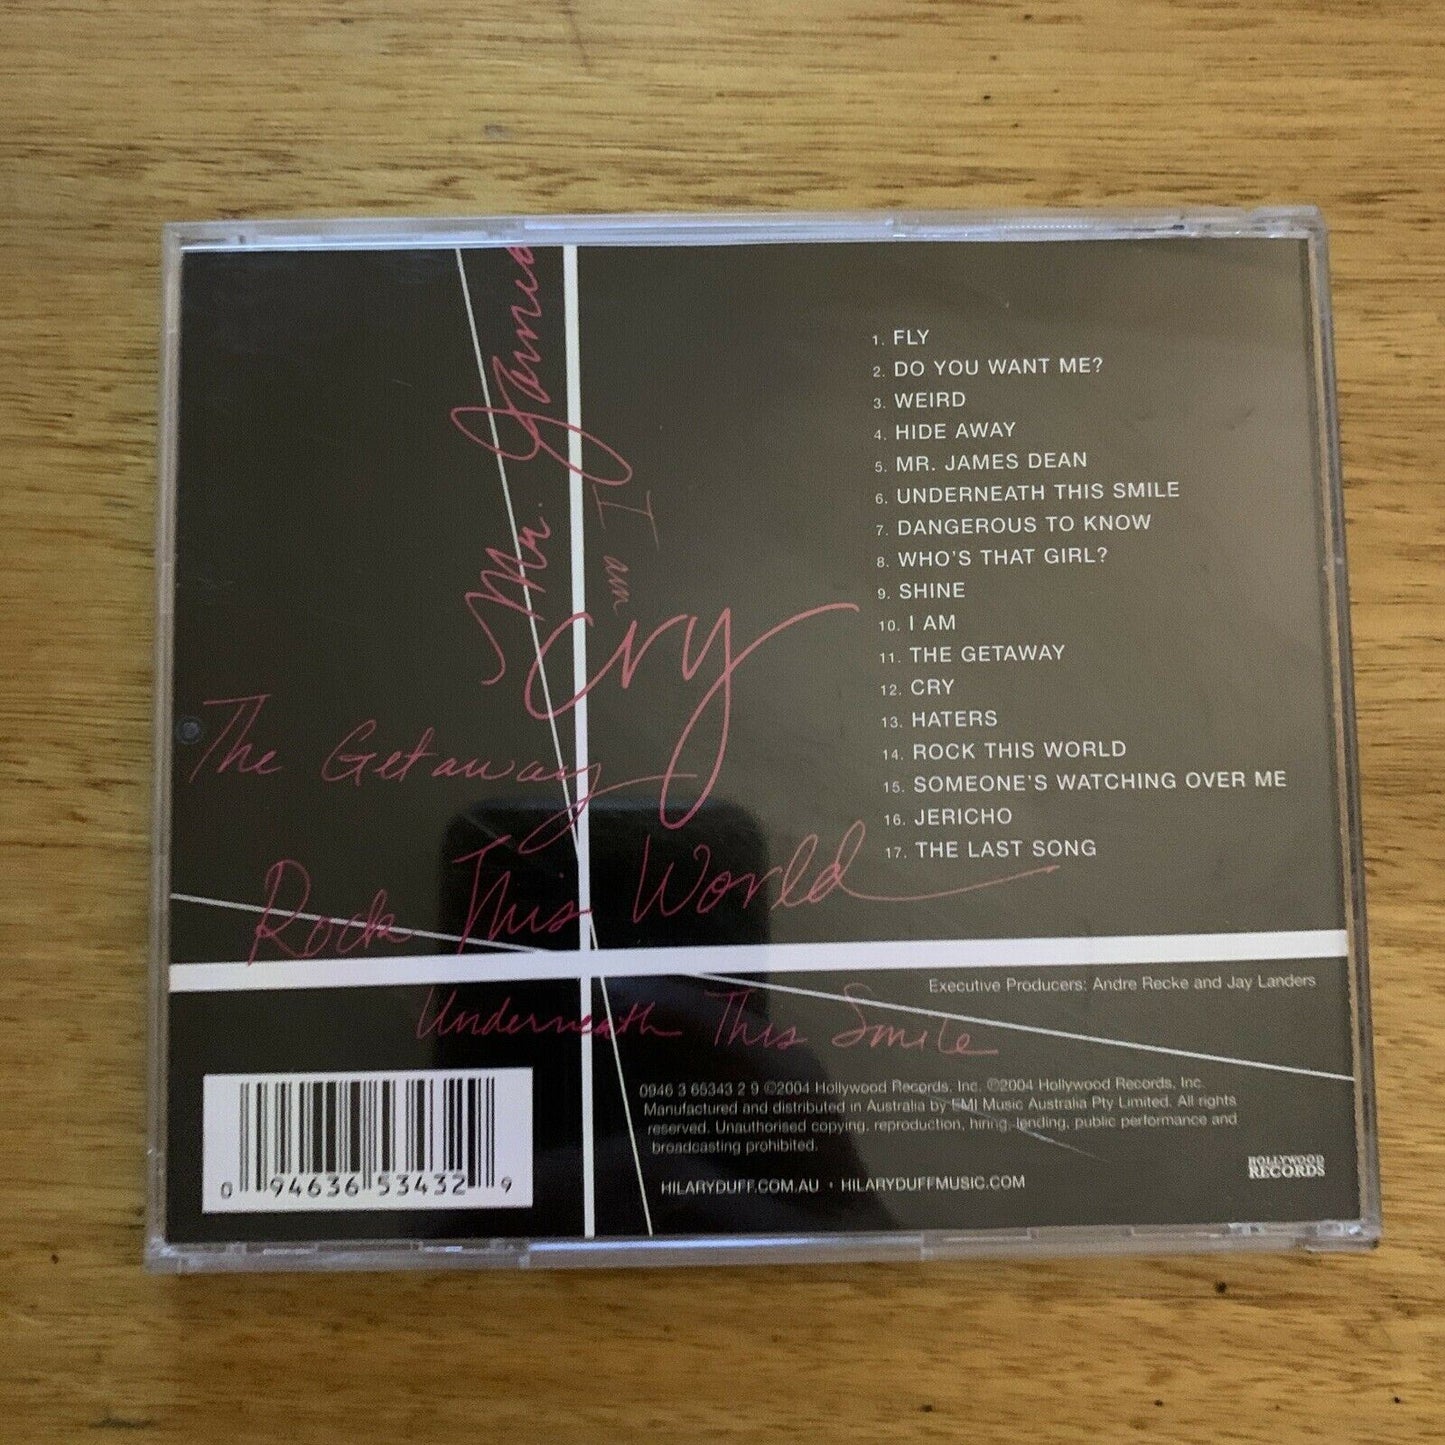 1. FLY
2. DO YOU WANT ME?
3. WEIRD
4. HIDE AWAY
5. MR. JAMES DEAN
6. UNDERNEATH THIS SMILE
7. DANGEROUS TO KNOW
8. WHO'S THAT GIRL?
9. SHINE
10. I AM
11. THE GETAWAY
12. CRY
13. HATERS
14. ROCK THIS WORLD
15. SOMEONE'S WATCHING OVER ME
16. JERICHO
17. THE LAST SONG
Mr. James
I am
Cry
The Getaway
Rock This World
Underneath This Smile
Executive Producers: Andre Recke and Jay Landers
0946 3 65343 2 9 ©2004 Hollywood Records, Inc. ℗2004 Hollywood Records, Inc.
Manufactured and distributed in Australia by EMI Music Australia Pty Limited. All rights
reserved. Unauthorised copying, reproduction, hiring, lending, public performance and
broadcasting prohibited.
HILARYDUFF.COM.AU • HILARYDUFFMUSIC.COM
HOLLYWOOD
RECORDS
0 94636 53432 9